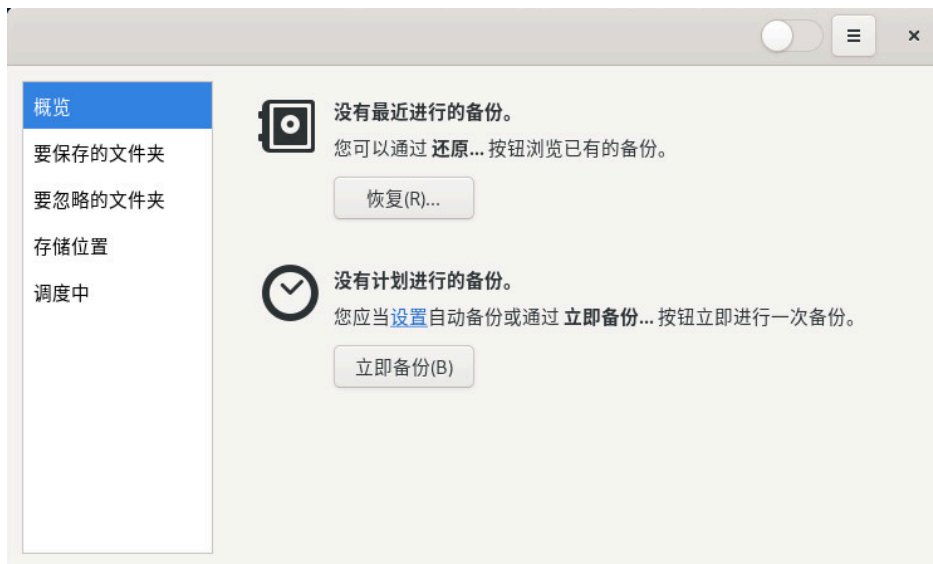 概览
要保存的文件夹
要忽略的文件夹
存储位置
调度中
没有最近进行的备份。
您可以通过 还原... 按钮浏览已有的备份。
恢复(R)...
没有计划进行的备份。
您应当设置自动备份或通过 立即备份... 按钮立即进行一次备份。
立即备份(B)